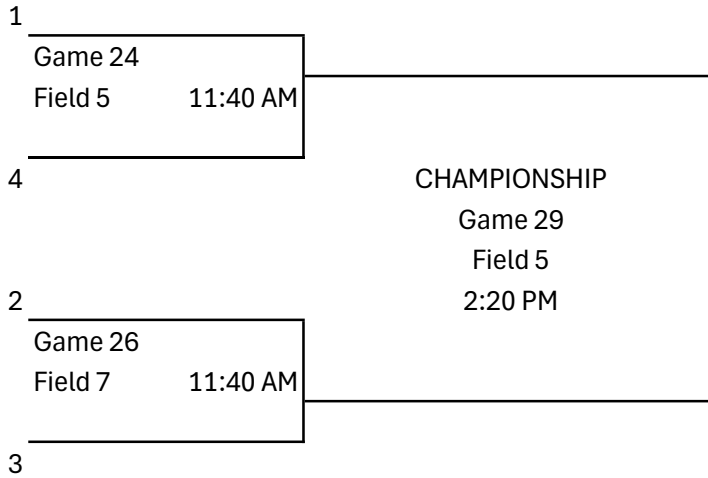 1
Game 24
Field 5 11:40 AM
4
CHAMPIONSHIP
Game 29
Field 5
2:20 PM
2
Game 26
Field 7 11:40 AM
3